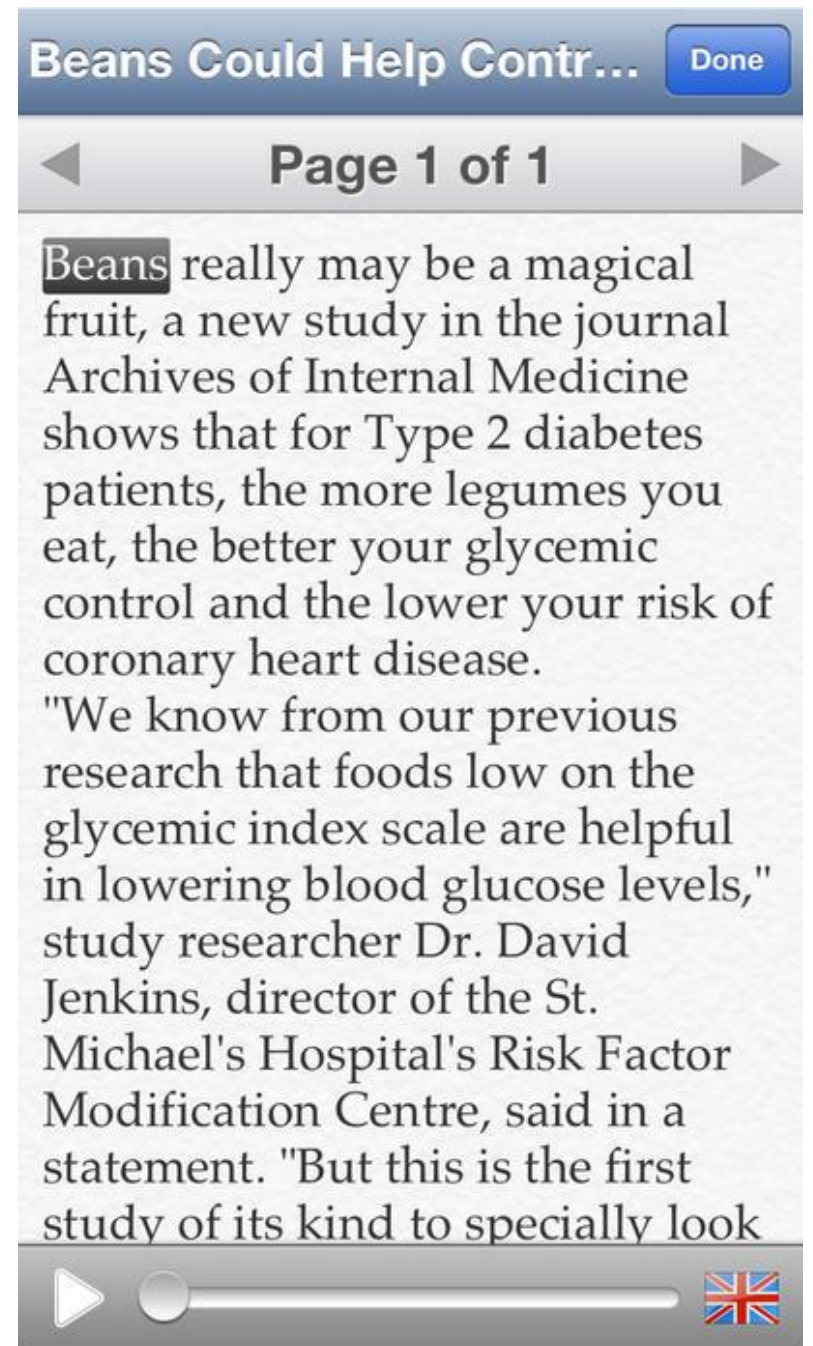 Beans Could Help Contr...
Done
Page 1 of 1
Beans really may be a magical
fruit, a new study in the journal
Archives of Internal Medicine
shows that for Type 2 diabetes
patients, the more legumes you
eat, the better your glycemic
control and the lower your risk of
coronary heart disease.
"We know from our previous
research that foods low on the
glycemic index scale are helpful
in lowering blood glucose levels,"
study researcher Dr. David
Jenkins, director of the St.
Michael's Hospital's Risk Factor
Modification Centre, said in a
statement. "But this is the first
study of its kind to specially look